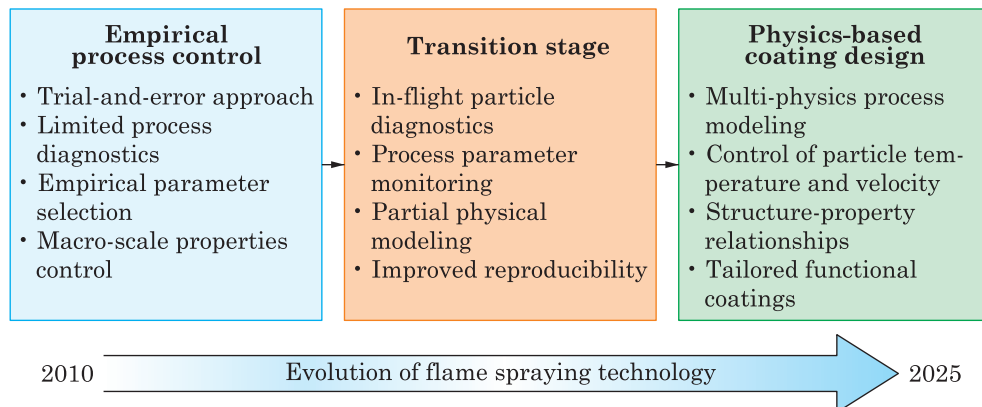 Empirical
process control
• Trial-and-error approach
• Limited process
diagnostics
• Empirical parameter
selection
• Macro-scale properties
control
Transition stage
• In-flight particle
diagnostics
• Process parameter
monitoring
• Partial physical
modeling
• Improved reproducibility
Physics-based
coating design
• Multi-physics process
modeling
• Control of particle tem-
perature and velocity
• Structure-property
relationships
• Tailored functional
coatings
2010
Evolution of flame spraying technology
2025